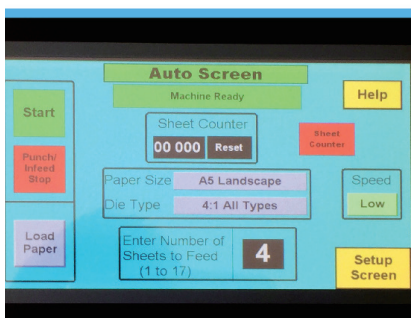 Auto Screen
Machine Ready
Help
Start
Sheet Counter
00 000 Reset
Sheet
Counter
Punch/
Infeed
Stop
Paper Size A5 Landscape
Speed
Die Type 4:1 All Types
Low
Load
Paper
Enter Number of
Sheets to Feed
(1 to 17)
4
Setup
Screen